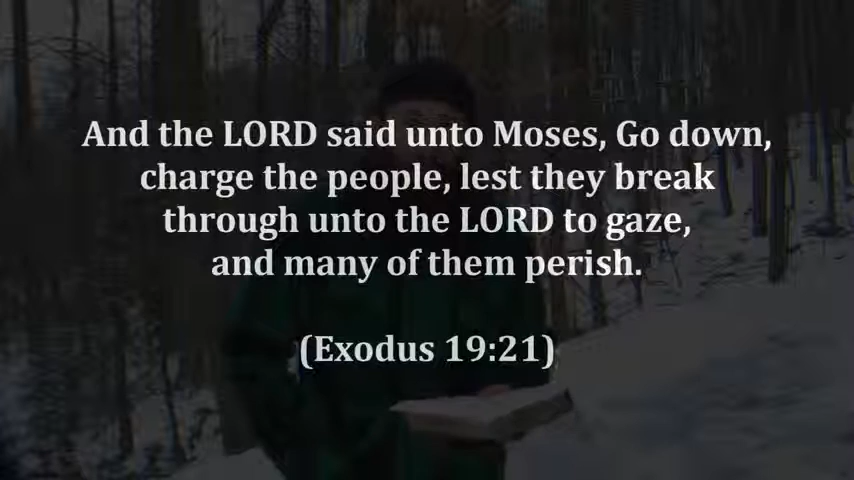 And the LORD said unto Moses, Go down,
charge the people, lest they break
through unto the LORD to gaze,
and many of them perish.
(Exodus 19:21)